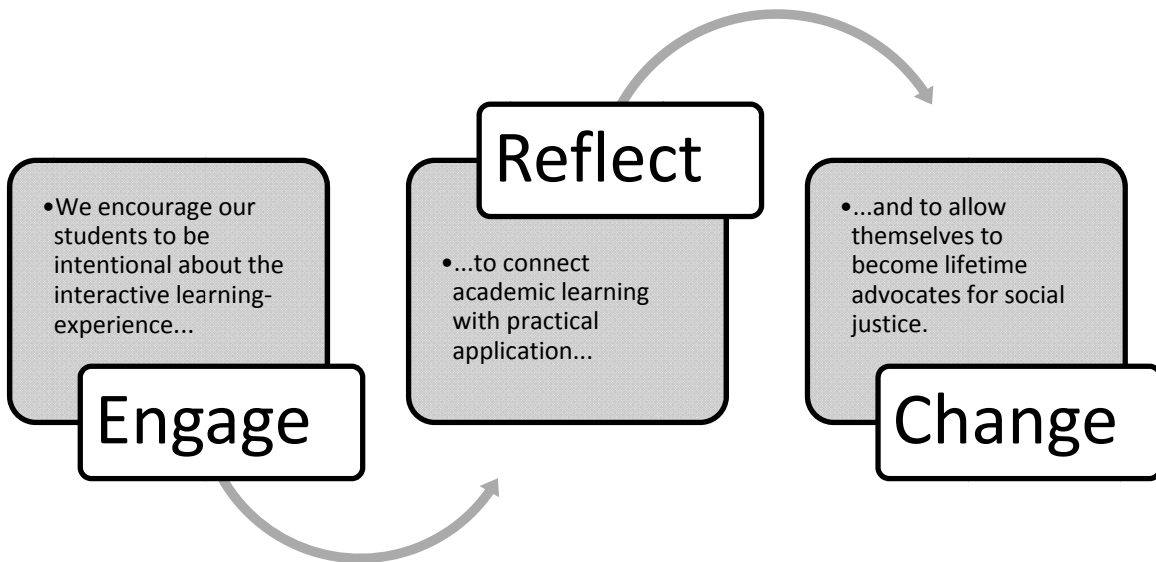 •We encourage our
students to be
intentional about the
interactive learning-
experience...
Engage
Reflect
•...to connect
academic learning
with practical
application...
•...and to allow
themselves to
become lifetime
advocates for social
justice.
Change